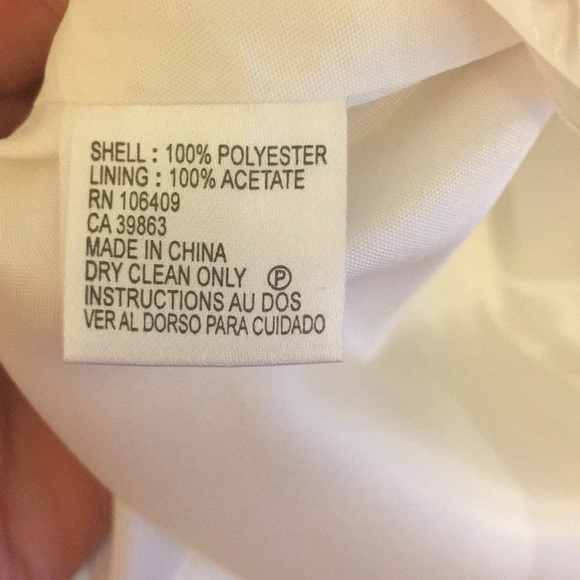 SHELL : 100% POLYESTER
LINING : 100% ACETATE
RN 106409
CA 39863
MADE IN CHINA
DRY CLEAN ONLY Ⓟ
INSTRUCTIONS AU DOS
VER AL DORSO PARA CUIDADO